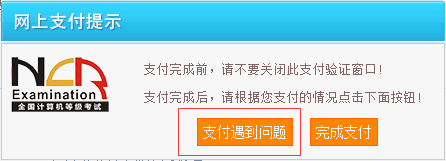 网上支付提示
NCR
Examination
全国计算机等级考试
支付完成前，请不要关闭此支付验证窗口！
支付完成后，请根据您支付的情况点击下面按钮！
支付遇到问题
完成支付